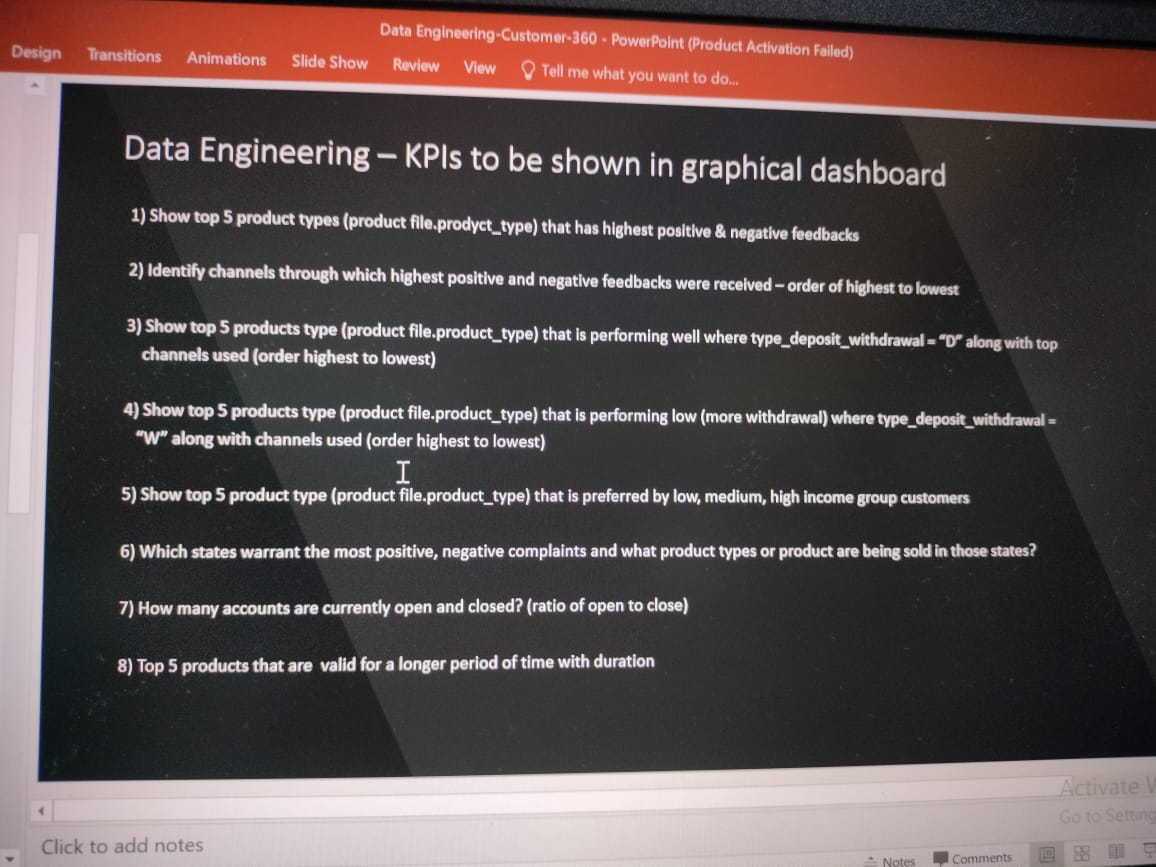 Data Engineering-Customer-360 - PowerPoint (Product Activation Failed)
Design Transitions Animations Slide Show Review View Tell me what you want to do...
Data Engineering – KPIs to be shown in graphical dashboard
1) Show top 5 product types (product file.prodyct_type) that has highest positive & negative feedbacks
2) Identify channels through which highest positive and negative feedbacks were received – order of highest to lowest
3) Show top 5 products type (product file.product_type) that is performing well where type_deposit_withdrawal = “D” along with top
channels used (order highest to lowest)
4) Show top 5 products type (product file.product_type) that is performing low (more withdrawal) where type_deposit_withdrawal =
“W” along with channels used (order highest to lowest)
5) Show top 5 product type (product file.product_type) that is preferred by low, medium, high income group customers
6) Which states warrant the most positive, negative complaints and what product types or product are being sold in those states?
7) How many accounts are currently open and closed? (ratio of open to close)
8) Top 5 products that are valid for a longer period of time with duration
Activate W
Go to Setting
Click to add notes
Notes Comments